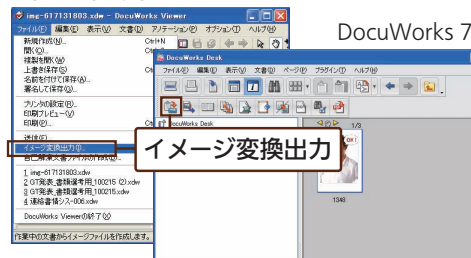 DocuWorks 7
img-617131803.xdw - DocuWorks Viewer
ファイル(F) 編集(E) 表示(V) 文書(D) アノテーション(P) オプション(O) ヘルプ(H)
新規作成(N)... Ctrl+N
開く(O)...
複製を開く(W)
上書き保存(S)
名前を付けて保存(A)...
署名して保存(G)...
プリンタの設定(R)...
印刷プレビュー(V)
印刷(P)...
送信(E)...
イメージ変換出力(I)...
1 img-617131803.xdw
2 GT発表_書類選考用_100215 (2).xdw
3 GT発表_書類選考用_100215.xdw
4 連絡書情シス-006.xdw
DocuWorks Viewerの終了(X)
作業中の文書からイメージファイルを作成します。
DocuWorks Desk
ファイル(F) 編集(E) 表示(V) 文書(D) ページ(P) プラグイン(T) ヘルプ(H)
DocuWorks Desk
1/3
OK!
1346
イメージ変換出力